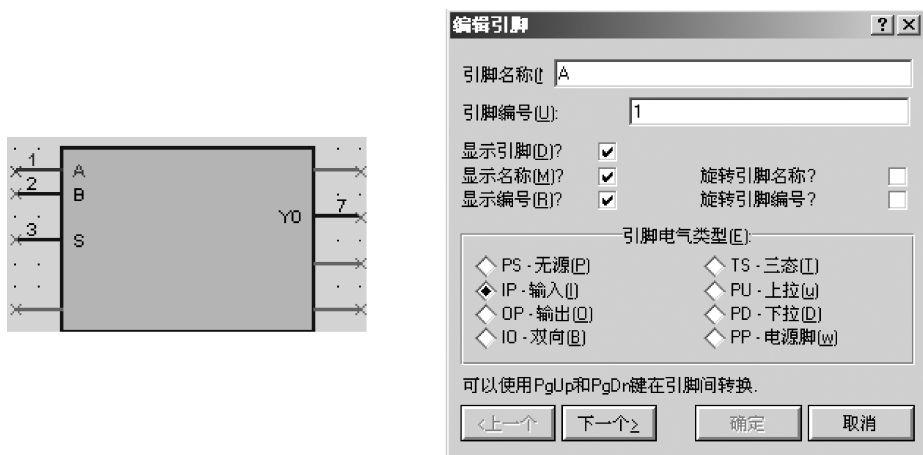 1
A
2
B
Y0
7
3
S
编辑引脚
引脚名称(
A
引脚编号(U):
1
显示引脚(D)?
显示名称(M)?
旋转引脚名称?
显示编号(R)?
旋转引脚编号?
引脚电气类型(E):
PS - 无源(P)
TS - 三态(T)
IP - 输入(I)
PU - 上拉(u)
OP - 输出(O)
PD - 下拉(D)
IO - 双向(B)
PP - 电源脚(w)
可以使用PgUp和PgDn键在引脚间转换.
<上一个
下一个>
确定
取消